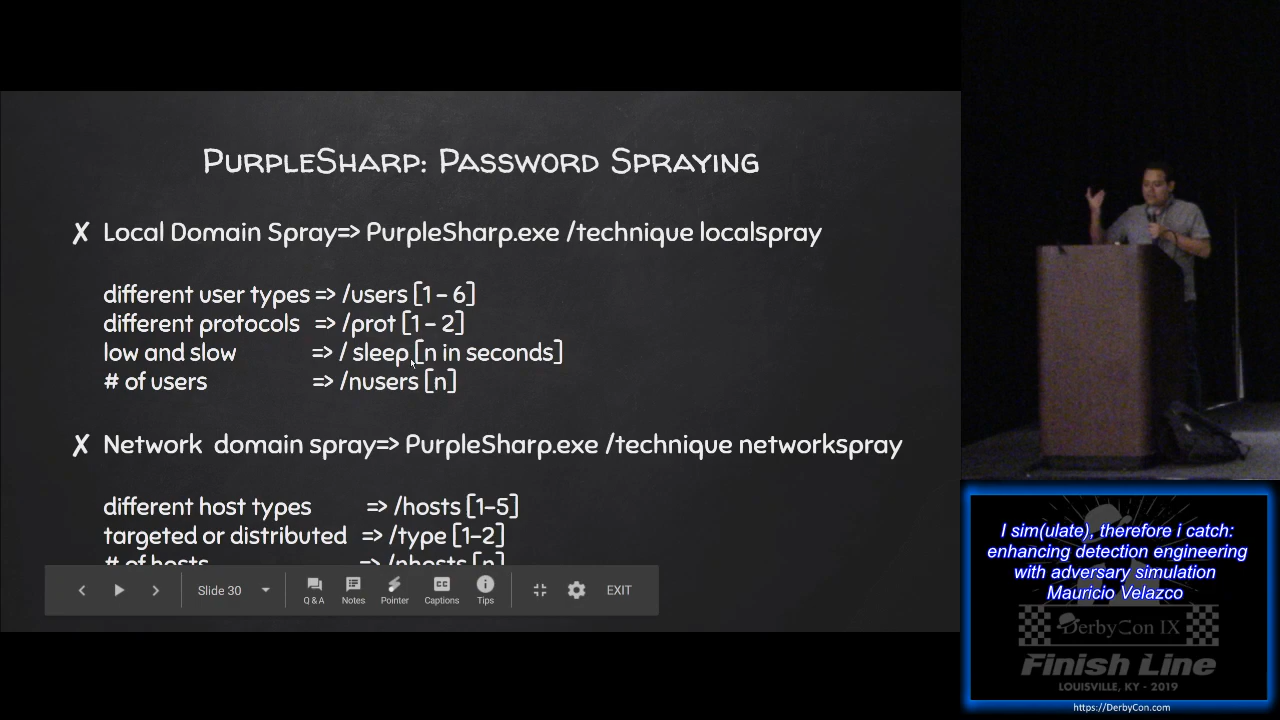 PurpleSharp: Password Spraying
✗ Local Domain Spray=> PurpleSharp.exe /technique localspray
different user types => /users [1 - 6]
different protocols => /prot [1 - 2]
low and slow => / sleep [n in seconds]
# of users => /nusers [n]
✗ Network domain spray=> PurpleSharp.exe /technique networkspray
different host types => /hosts [1-5]
targeted or distributed => /type [1-2]
# of hosts => /nhosts [n]
Slide 30
Q & A
Notes
Pointer
CC
Captions
Tips
EXIT
I sim(ulate), therefore i catch:
enhancing detection engineering
with adversary simulation
Mauricio Velazco
DerbyCon IX
Finish Line
LOUISVILLE, KY - 2019
https://DerbyCon.com